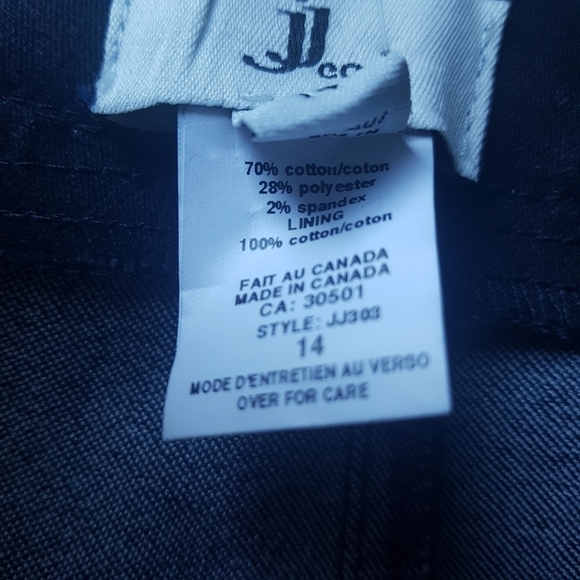 JJ
70% cotton/coton
28% polyester
2% spandex
LINING
100% cotton/coton
FAIT AU CANADA
MADE IN CANADA
CA: 30501
STYLE: JJ303
14
MODE D'ENTRETIEN AU VERSO
OVER FOR CARE